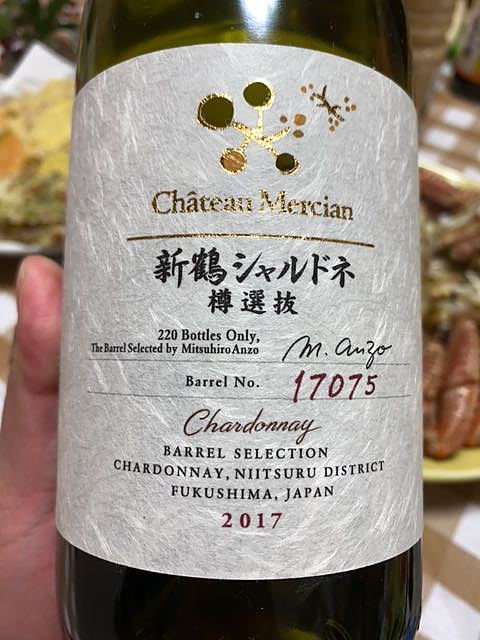 Château Mercian
新鶴シャルドネ
樽選抜
220 Bottles Only,
The Barrel Selected by Mitsuhiro Anzo
M. Anzo
Barrel No. 17075
Chardonnay
BARREL SELECTION
CHARDONNAY, NIITSURU DISTRICT
FUKUSHIMA, JAPAN
2017